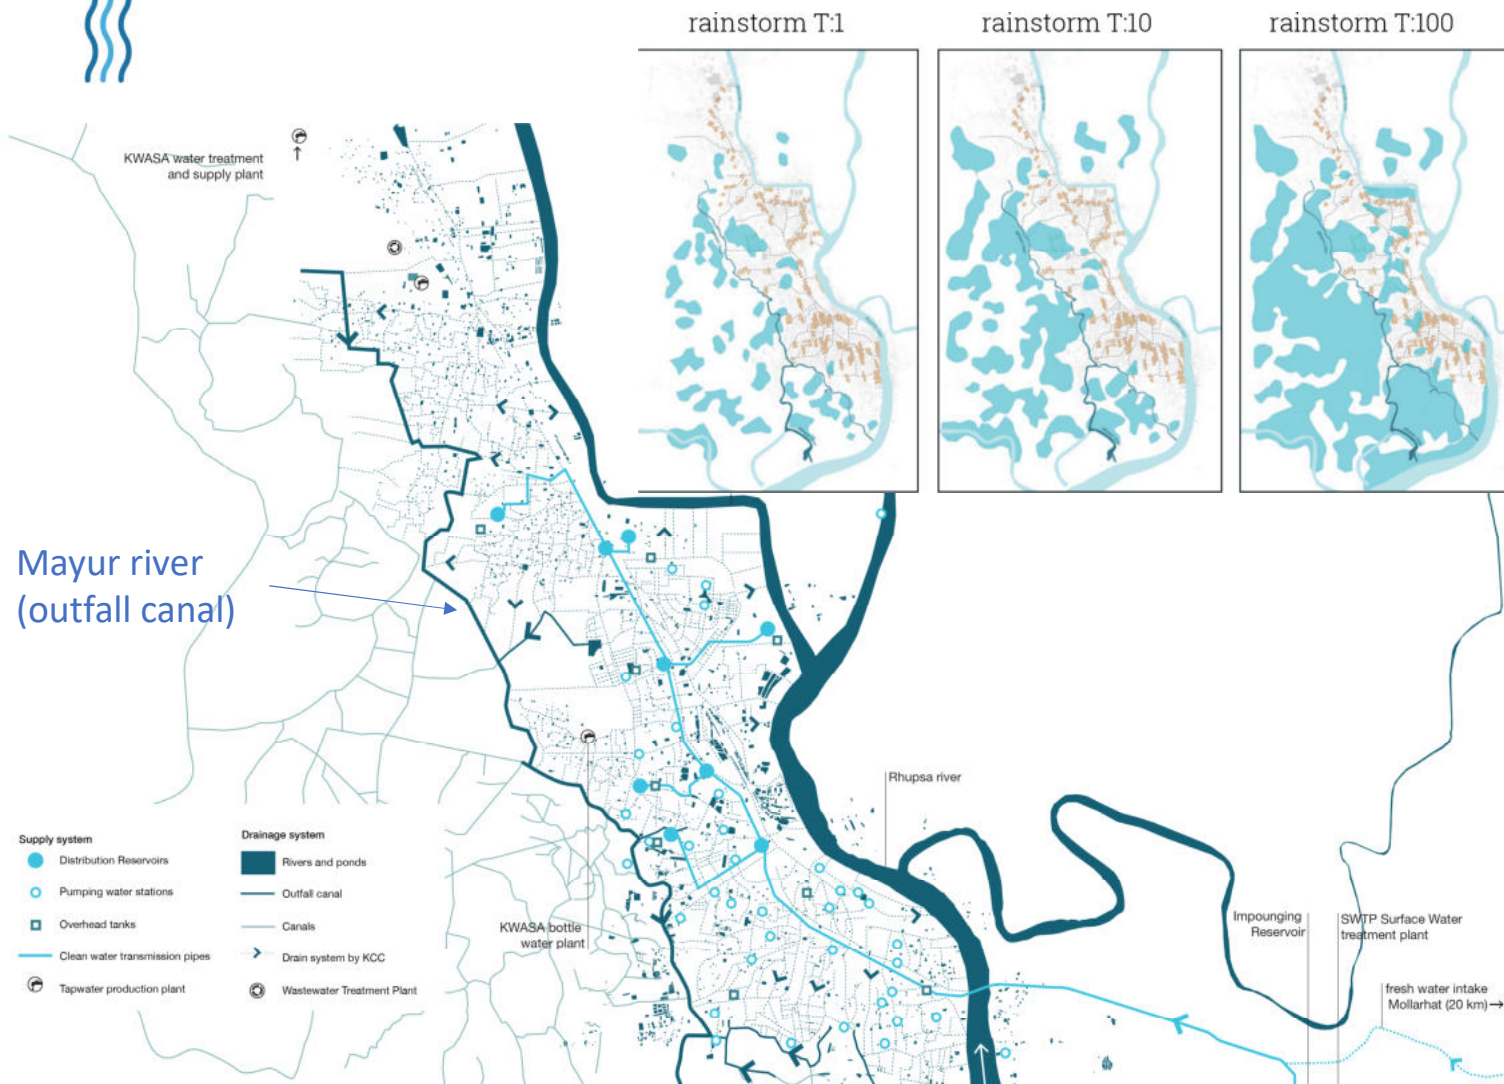 rainstorm T:1
rainstorm T:10
rainstorm T:100
KWASA water treatment
and supply plant
Mayur river
(outfall canal)
Rhupsa river
Supply system
Distribution Reservoirs
Pumping water stations
Overhead tanks
Clean water transmission pipes
Tapwater production plant
Drainage system
Rivers and ponds
Outfall canal
Canals
Drain system by KCC
Wastewater Treatment Plant
KWASA bottle
water plant
Impounging
Reservoir
SWTP Surface Water
treatment plant
fresh water intake
Mollarhat (20 km)→